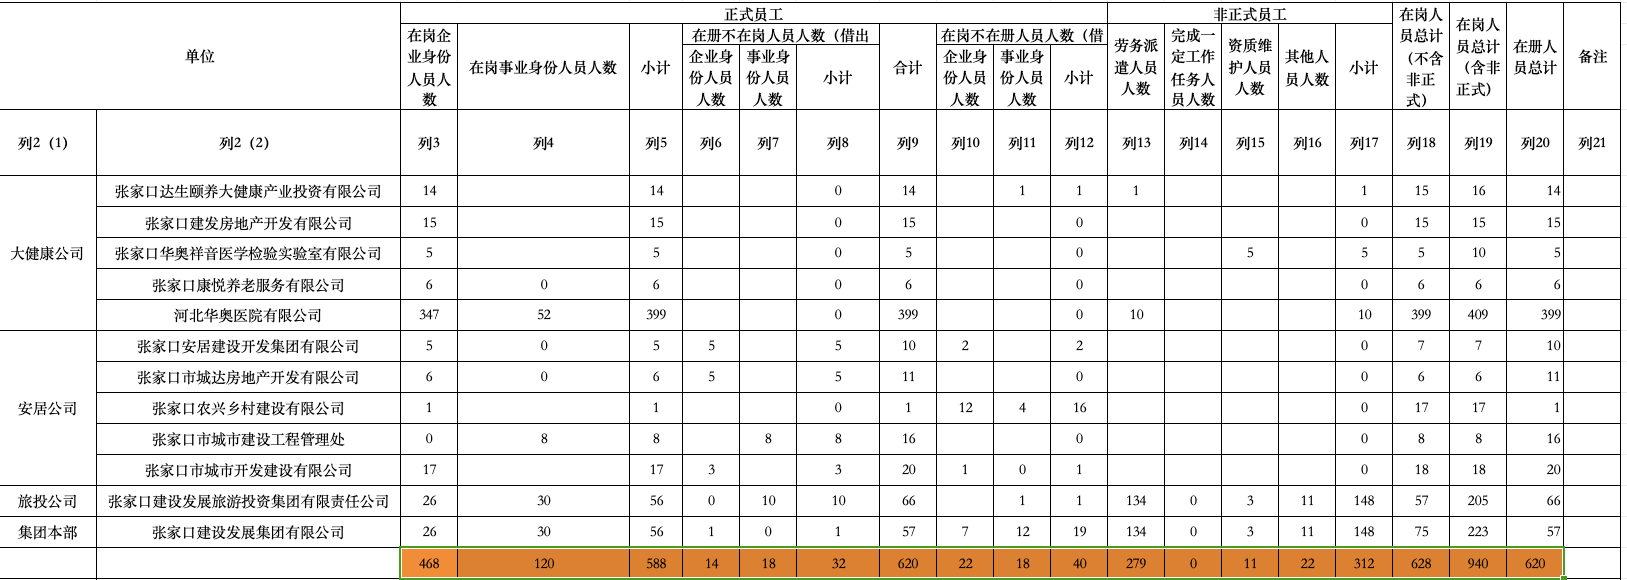 单位 正式员工 非正式员工 在岗人员总计（不含非正式） 在岗人员总计（含非正式） 在册人员总计 备注
在岗企业身份人员人数 在岗事业身份人员人数 小计 在册不在岗人员人数（借出 合计 在岗不在册人员人数（借 劳务派遣人员人数 完成一定工作任务人员人数 资质维护人员人数 其他人员人数 小计
企业身份人员人数 事业身份人员人数 小计 企业身份人员人数 事业身份人员人数 小计
列2（1） 列2（2） 列3 列4 列5 列6 列7 列8 列9 列10 列11 列12 列13 列14 列15 列16 列17 列18 列19 列20 列21
大健康公司 张家口达生颐养大健康产业投资有限公司 14 14 0 14 1 1 1 1 15 16 14
张家口建发房地产开发有限公司 15 15 0 15 0 0 15 15 15
张家口华奥祥音医学检验实验室有限公司 5 5 0 5 0 5 5 5 10 5
张家口康悦养老服务有限公司 6 0 6 0 6 0 0 6 6 6
河北华奥医院有限公司 347 52 399 0 399 0 10 10 399 409 399
安居公司 张家口安居建设开发集团有限公司 5 0 5 5 5 10 2 2 0 7 7 10
张家口市城达房地产开发有限公司 6 0 6 5 5 11 0 0 6 6 11
张家口农兴乡村建设有限公司 1 1 0 1 12 4 16 0 17 17 1
张家口市城市建设工程管理处 0 8 8 8 8 16 0 0 8 8 16
张家口市城市开发建设有限公司 17 17 3 3 20 1 0 1 0 18 18 20
旅投公司 张家口建设发展旅游投资集团有限责任公司 26 30 56 0 10 10 66 1 1 134 0 3 11 148 57 205 66
集团本部 张家口建设发展集团有限公司 26 30 56 1 0 1 57 7 12 19 134 0 3 11 148 75 223 57
468 120 588 14 18 32 620 22 18 40 279 0 11 22 312 628 940 620